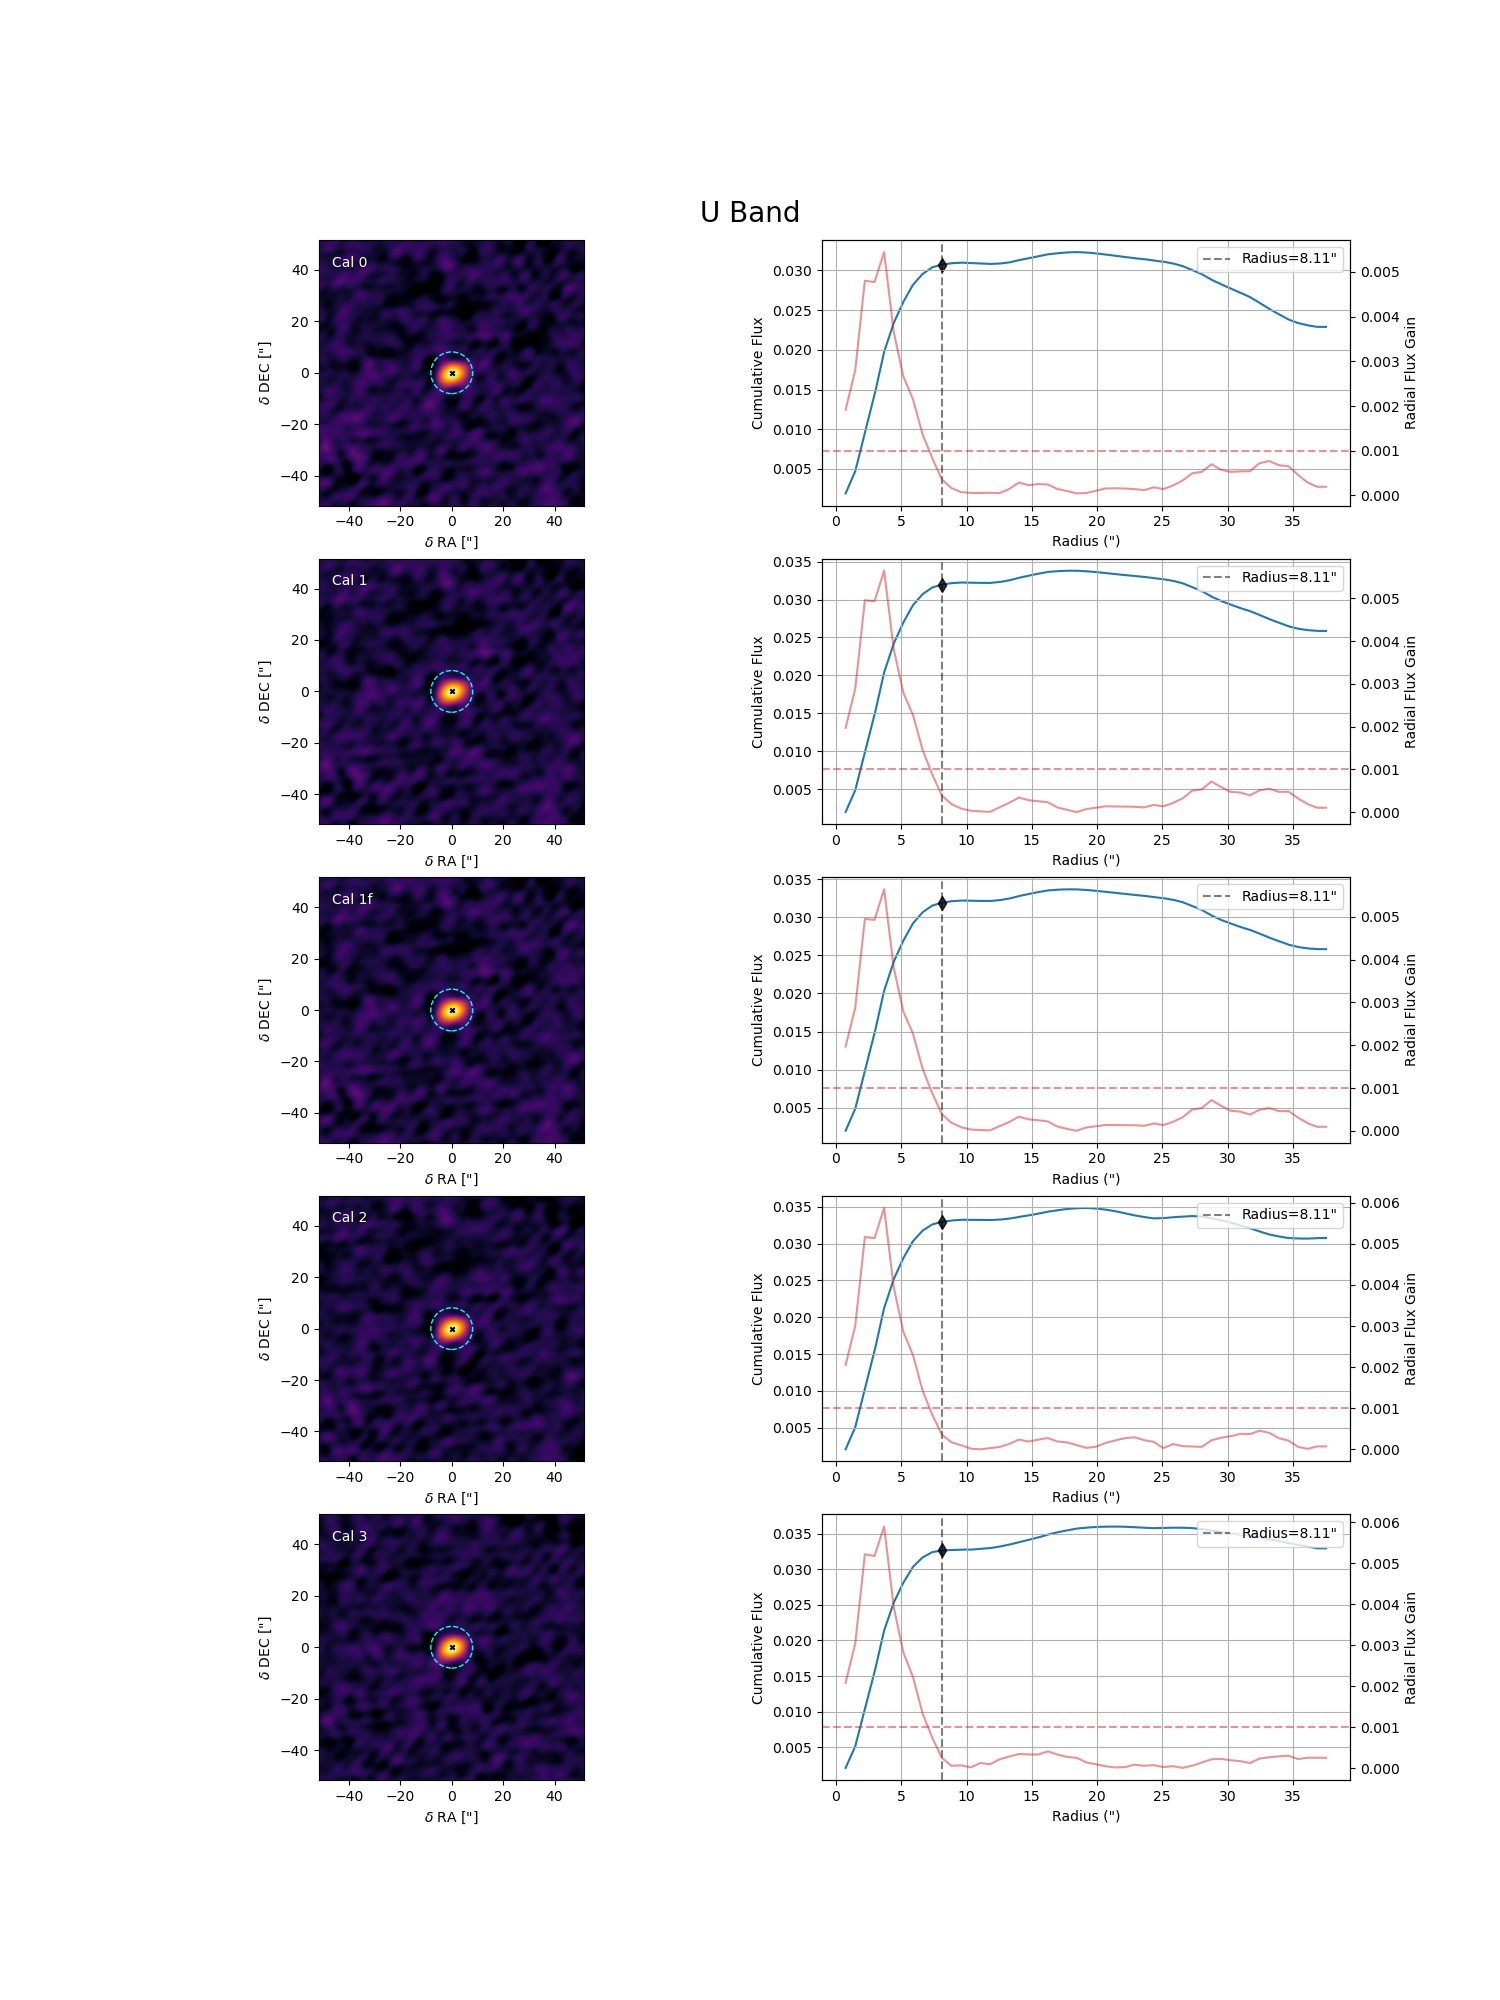 U Band
Cal 0
δ DEC ["]
40
20
0
−20
−40
−40 −20 0 20 40
δ RA ["]
Cumulative Flux
0.030
0.025
0.020
0.015
0.010
0.005
Radius=8.11"
0.005
0.004
0.003
0.002
0.001
0.000
Radial Flux Gain
0 5 10 15 20 25 30 35
Radius (")
Cal 1
δ DEC ["]
40
20
0
−20
−40
−40 −20 0 20 40
δ RA ["]
Cumulative Flux
0.035
0.030
0.025
0.020
0.015
0.010
0.005
Radius=8.11"
0.005
0.004
0.003
0.002
0.001
0.000
Radial Flux Gain
0 5 10 15 20 25 30 35
Radius (")
Cal 1f
δ DEC ["]
40
20
0
−20
−40
−40 −20 0 20 40
δ RA ["]
Cumulative Flux
0.035
0.030
0.025
0.020
0.015
0.010
0.005
Radius=8.11"
0.005
0.004
0.003
0.002
0.001
0.000
Radial Flux Gain
0 5 10 15 20 25 30 35
Radius (")
Cal 2
δ DEC ["]
40
20
0
−20
−40
−40 −20 0 20 40
δ RA ["]
Cumulative Flux
0.035
0.030
0.025
0.020
0.015
0.010
0.005
Radius=8.11"
0.006
0.005
0.004
0.003
0.002
0.001
0.000
Radial Flux Gain
0 5 10 15 20 25 30 35
Radius (")
Cal 3
δ DEC ["]
40
20
0
−20
−40
−40 −20 0 20 40
δ RA ["]
Cumulative Flux
0.035
0.030
0.025
0.020
0.015
0.010
0.005
Radius=8.11"
0.006
0.005
0.004
0.003
0.002
0.001
0.000
Radial Flux Gain
0 5 10 15 20 25 30 35
Radius (")